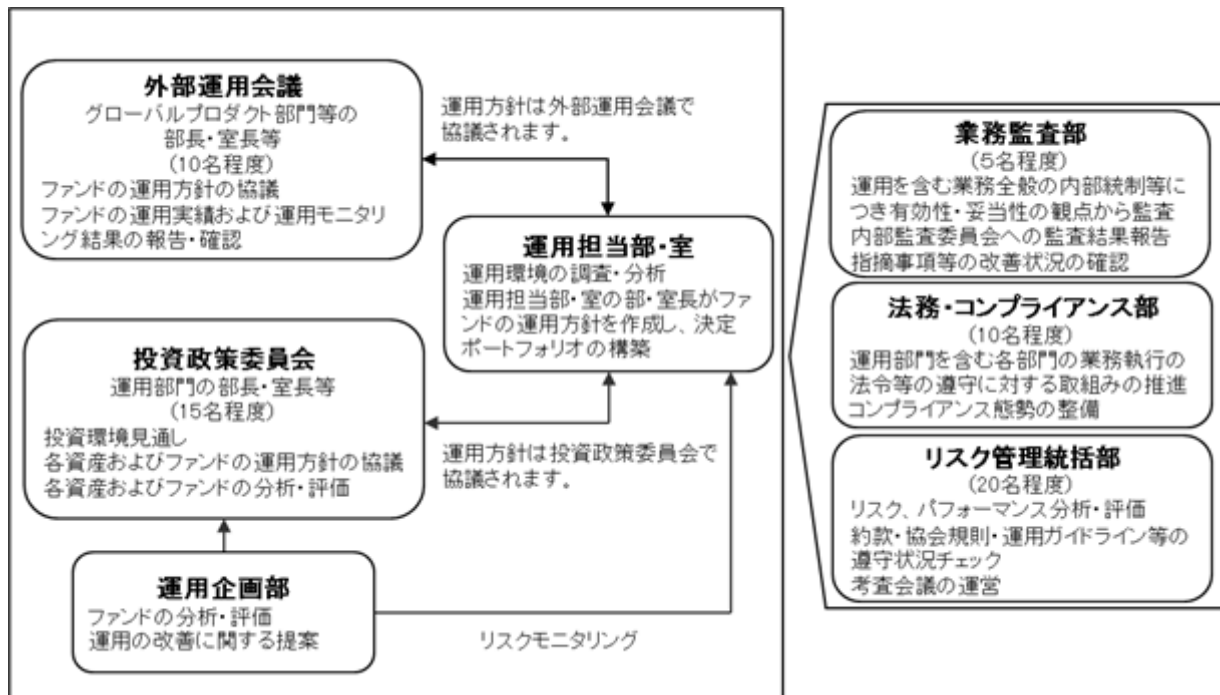 外部運用会議
グローバルプロダクト部門等の
部長・室長等
(10名程度)
ファンドの運用方針の協議
ファンドの運用実績および運用モニタリ
ング結果の報告・確認
運用方針は外部運用会議で
協議されます。
運用担当部・室
運用環境の調査・分析
運用担当部・室の部・室長がファ
ンドの運用方針を作成し、決定
ポートフォリオの構築
投資政策委員会
運用部門の部長・室長等
(15名程度)
投資環境見通し
各資産およびファンドの運用方針の協議
各資産およびファンドの分析・評価
運用方針は投資政策委員会で
協議されます。
運用企画部
ファンドの分析・評価
運用の改善に関する提案
リスクモニタリング
業務監査部
(5名程度)
運用を含む業務全般の内部統制等に
つき有効性・妥当性の観点から監査
内部監査委員会への監査結果報告
指摘事項等の改善状況の確認
法務・コンプライアンス部
(10名程度)
運用部門を含む各部門の業務執行の
法令等の遵守に対する取組みの推進
コンプライアンス態勢の整備
リスク管理統括部
(20名程度)
リスク、パフォーマンス分析・評価
約款・協会規則・運用ガイドライン等の
遵守状況チェック
考査会議の運営